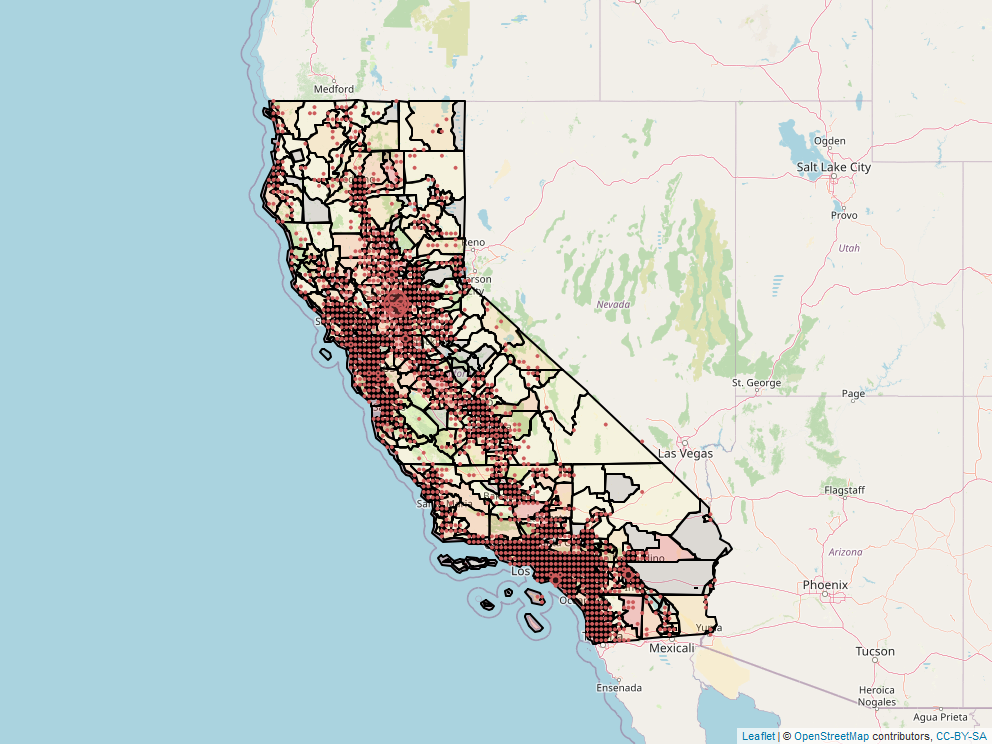 Medford
Ogden
Salt Lake City
Provo
Reno
Utah
Nevada
St. George
Page
Las Vegas
Flagstaff
Los
Arizona
Phoenix
Mexicali
Tucson
Ensenada
Heroica
Nogales
Agua Prieta
Leaflet | © OpenStreetMap contributors, CC-BY-SA